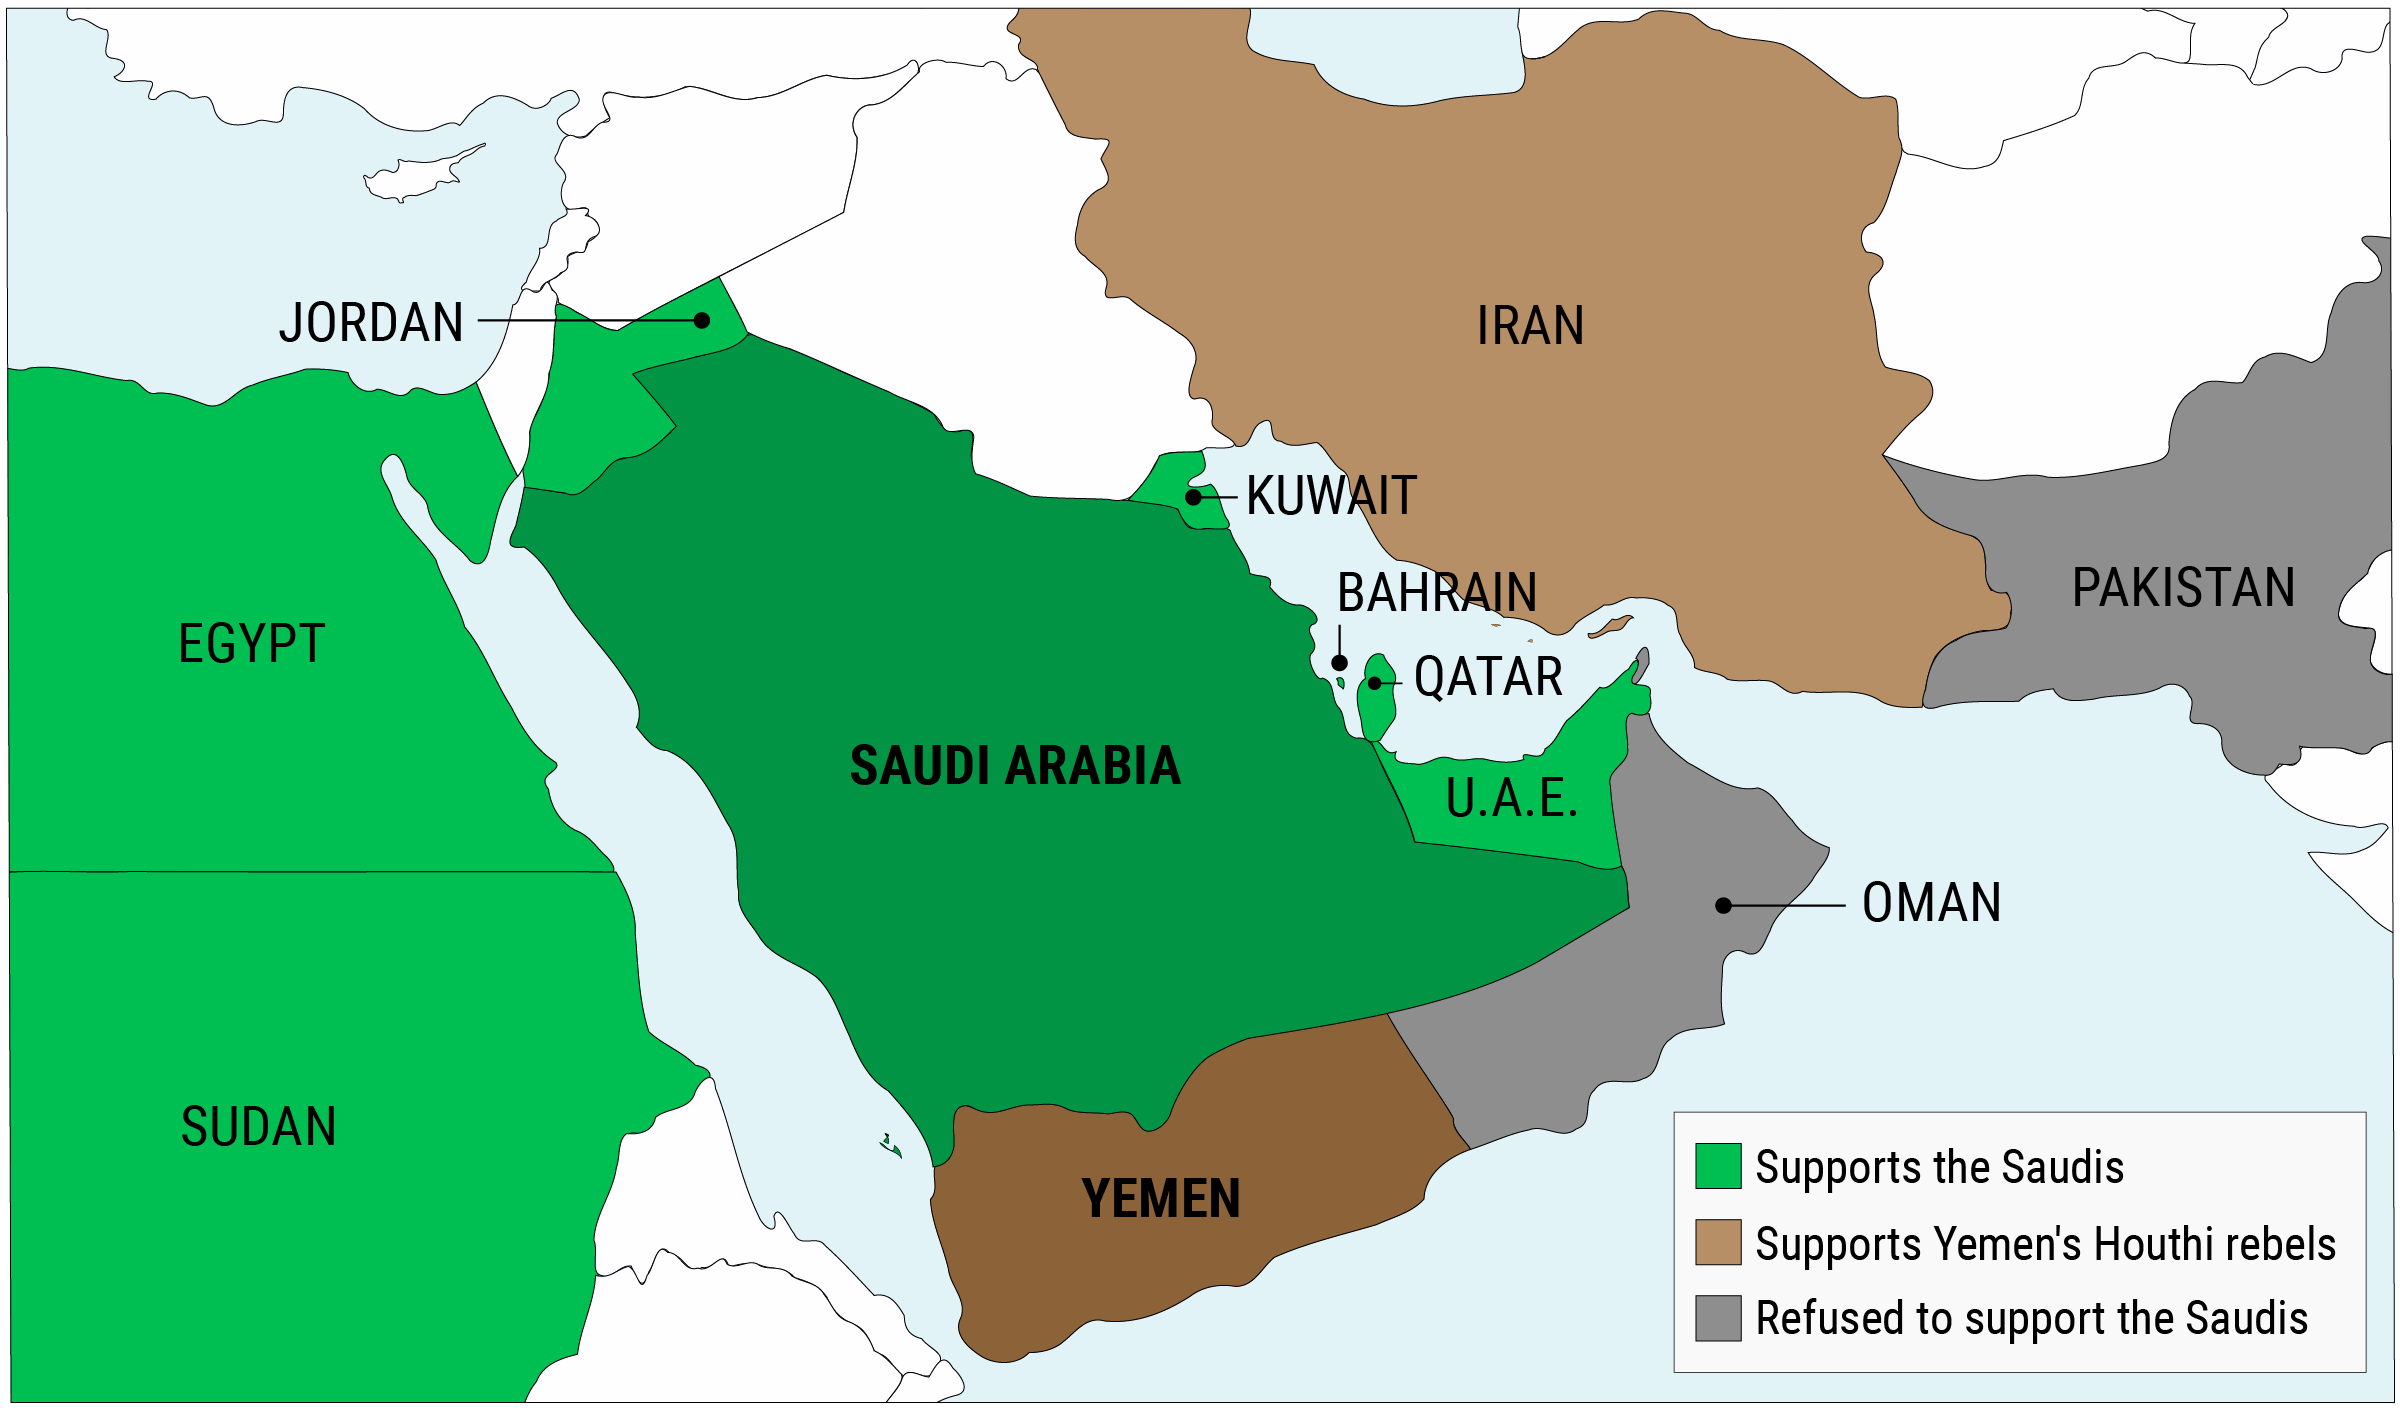 JORDAN
IRAN
KUWAIT
BAHRAIN
PAKISTAN
EGYPT
QATAR
SAUDI ARABIA
U.A.E.
OMAN
SUDAN
YEMEN
Supports the Saudis
Supports Yemen's Houthi rebels
Refused to support the Saudis